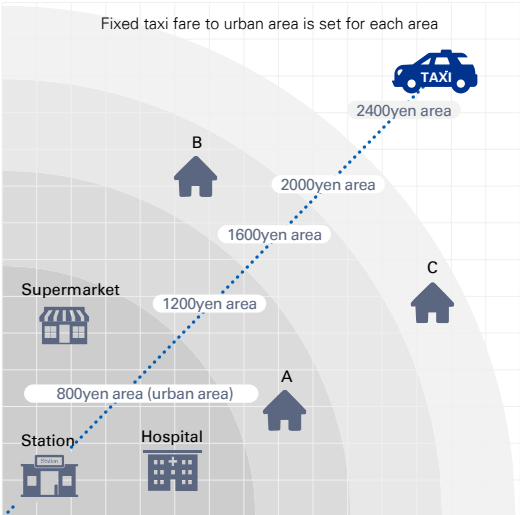 Fixed taxi fare to urban area is set for each area
TAXI
2400yen area
B
2000yen area
1600yen area
C
Supermarket
1200yen area
A
800yen area (urban area)
Station
Hospital
Station